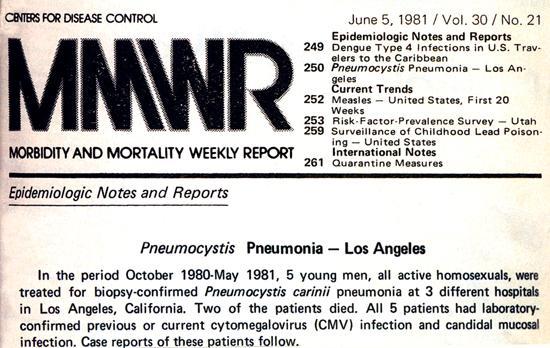 CENTERS FOR DISEASE CONTROL
June 5, 1981 / Vol. 30 / No. 21
MMWR
MORBIDITY AND MORTALITY WEEKLY REPORT
Epidemiologic Notes and Reports
249 Dengue Type 4 Infections in U.S. Trav-
elers to the Caribbean
250 Pneumocystis Pneumonia – Los An-
geles
Current Trends
252 Measles – United States, First 20
Weeks
253 Risk-Factor-Prevalence Survey – Utah
259 Surveillance of Childhood Lead Poison-
ing – United States
International Notes
261 Quarantine Measures
Epidemiologic Notes and Reports
Pneumocystis Pneumonia – Los Angeles
In the period October 1980-May 1981, 5 young men, all active homosexuals, were
treated for biopsy-confirmed Pneumocystis carinii pneumonia at 3 different hospitals
in Los Angeles, California. Two of the patients died. All 5 patients had laboratory-
confirmed previous or current cytomegalovirus (CMV) infection and candidal mucosal
infection. Case reports of these patients follow.